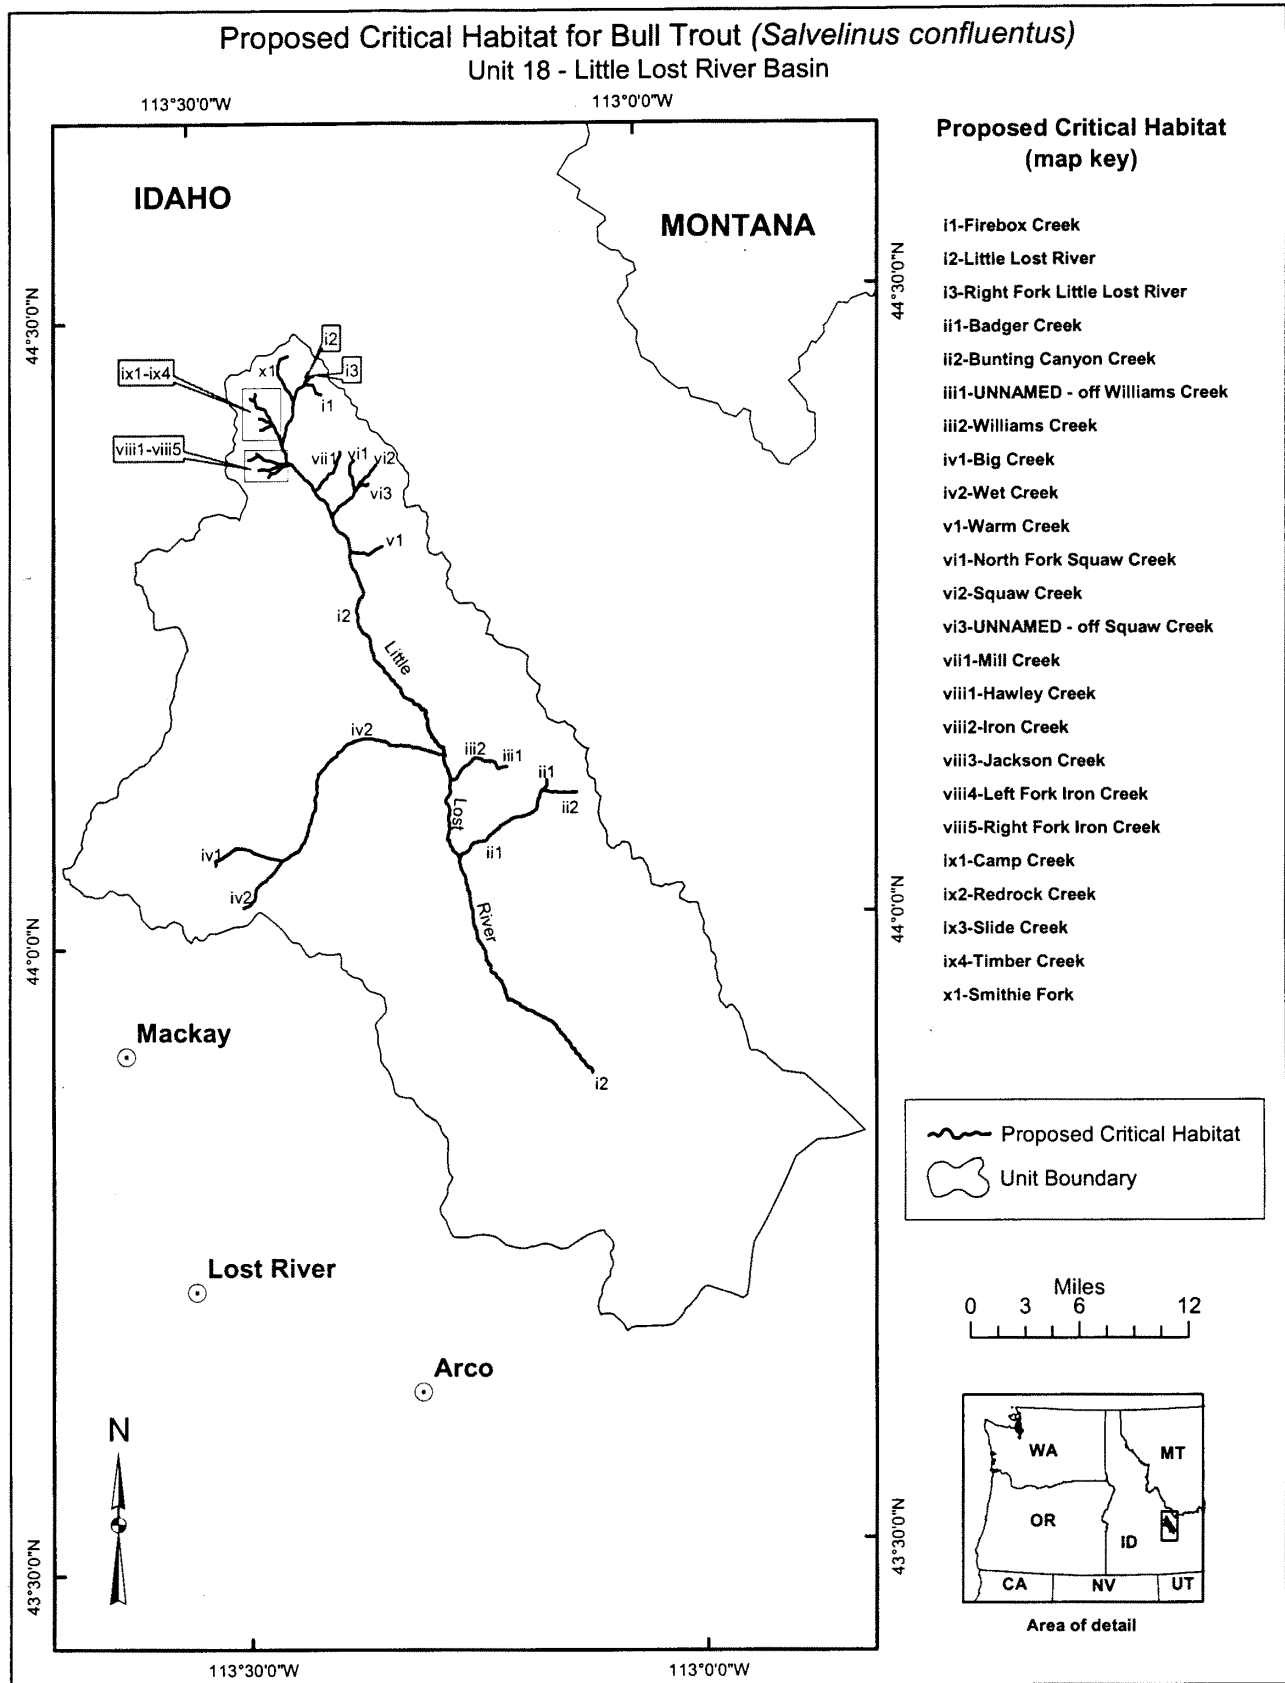 Proposed Critical Habitat for Bull Trout (Salvelinus confluentus)
Unit 18 - Little Lost River Basin
113°30'0"W
113°0'0"W
IDAHO
MONTANA
44°30'0"N
44°30'0"N
i2
x1
i3
ix1-ix4
i1
viii1-viii5
vii1
vi1
vi2
vi3
v1
i2
Little
iv2
iii2
iii1
ii1
ii2
Lost
ii1
iv1
iv2
River
44°0'0"N
44°0'0"N
Mackay
i2
Lost River
Arco
N
43°30'0"N
43°30'0"N
113°30'0"W
113°0'0"W
Proposed Critical Habitat
(map key)
i1-Firebox Creek
i2-Little Lost River
i3-Right Fork Little Lost River
ii1-Badger Creek
ii2-Bunting Canyon Creek
iii1-UNNAMED - off Williams Creek
iii2-Williams Creek
iv1-Big Creek
iv2-Wet Creek
v1-Warm Creek
vi1-North Fork Squaw Creek
vi2-Squaw Creek
vi3-UNNAMED - off Squaw Creek
vii1-Mill Creek
viii1-Hawley Creek
viii2-Iron Creek
viii3-Jackson Creek
viii4-Left Fork Iron Creek
viii5-Right Fork Iron Creek
ix1-Camp Creek
ix2-Redrock Creek
ix3-Slide Creek
ix4-Timber Creek
x1-Smithie Fork
Proposed Critical Habitat
Unit Boundary
Miles
0 3 6 12
WA
MT
OR
ID
CA
NV
UT
Area of detail